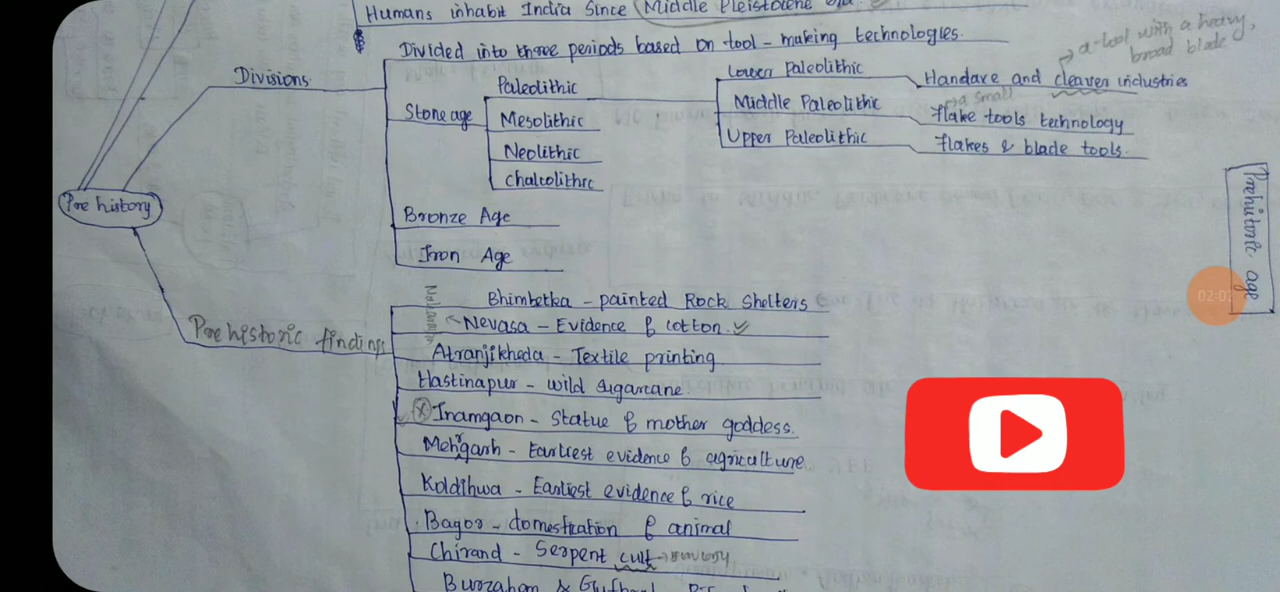 Humans inhabit India Since Middle Pleistocene era.
Divided into three periods based on tool - making technologies.
a tool with a heavy,
broad blade
Divisions
Lower Paleolithic
Handaxe and cleaver industries
Paleolithic
a small
Middle Paleolithic
flake tools technology
Stone age
Mesolithic
Upper Paleolithic
flakes & blade tools.
Neolithic
Chalcolithic
Pre history
Prehistoric age
Bronze Age
Iron Age
02:02
Bhimbetka - painted Rock Shelters
Nevasa - Evidence of cotton.
Prehistoric findings
Atranjikheda - Textile printing
Hastinapur - wild sugarcane.
Inamgaon - Statue of mother goddess.
Mehrgarh - Earliest evidence of agriculture
Koldihwa - Earliest evidence of rice
Bagor - domestication of animal
Chirand - Serpent cult
Burzahom &